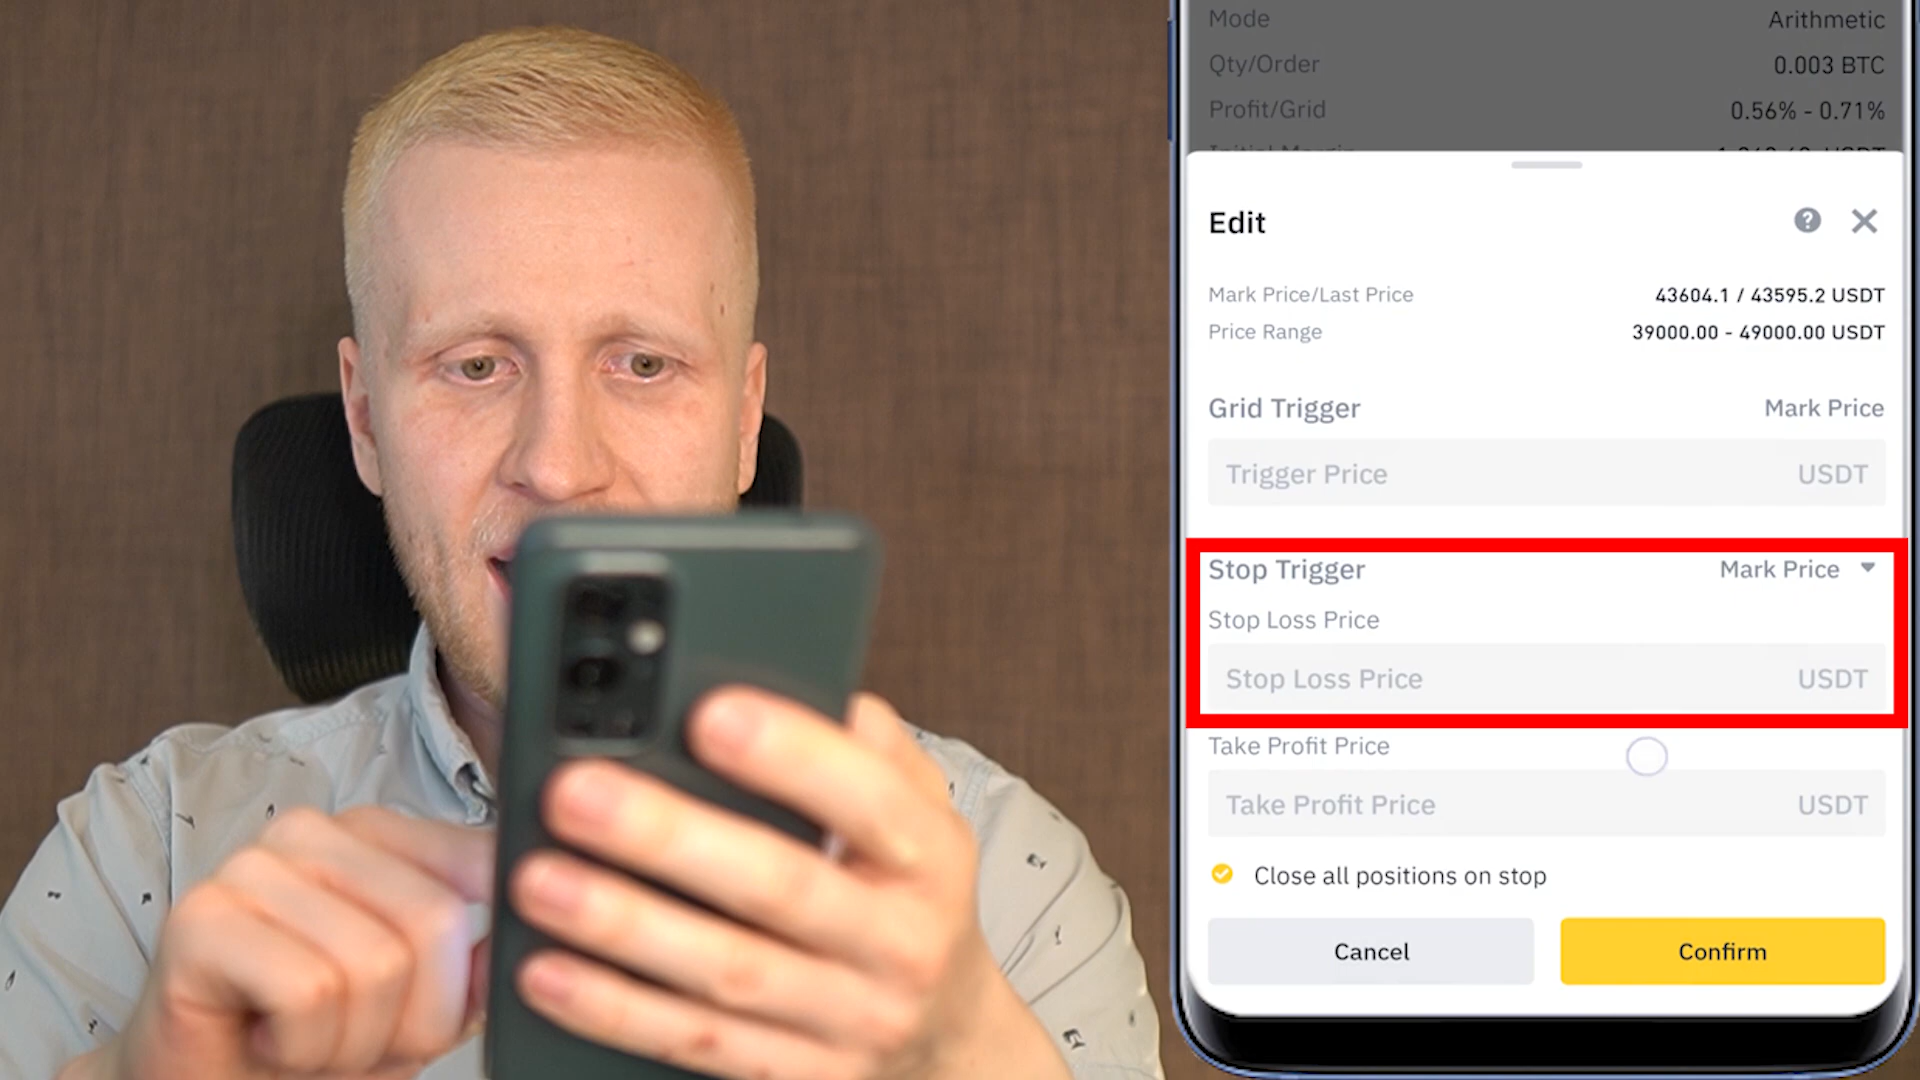 Mode Arithmetic
Qty/Order 0.003 BTC
Profit/Grid 0.56% - 0.71%
Initial Margin USDT
Edit
Mark Price/Last Price 43604.1 / 43595.2 USDT
Price Range 39000.00 - 49000.00 USDT
Grid Trigger Mark Price
Trigger Price USDT
Stop Trigger Mark Price
Stop Loss Price
Stop Loss Price USDT
Take Profit Price
Take Profit Price USDT
Close all positions on stop
Cancel Confirm